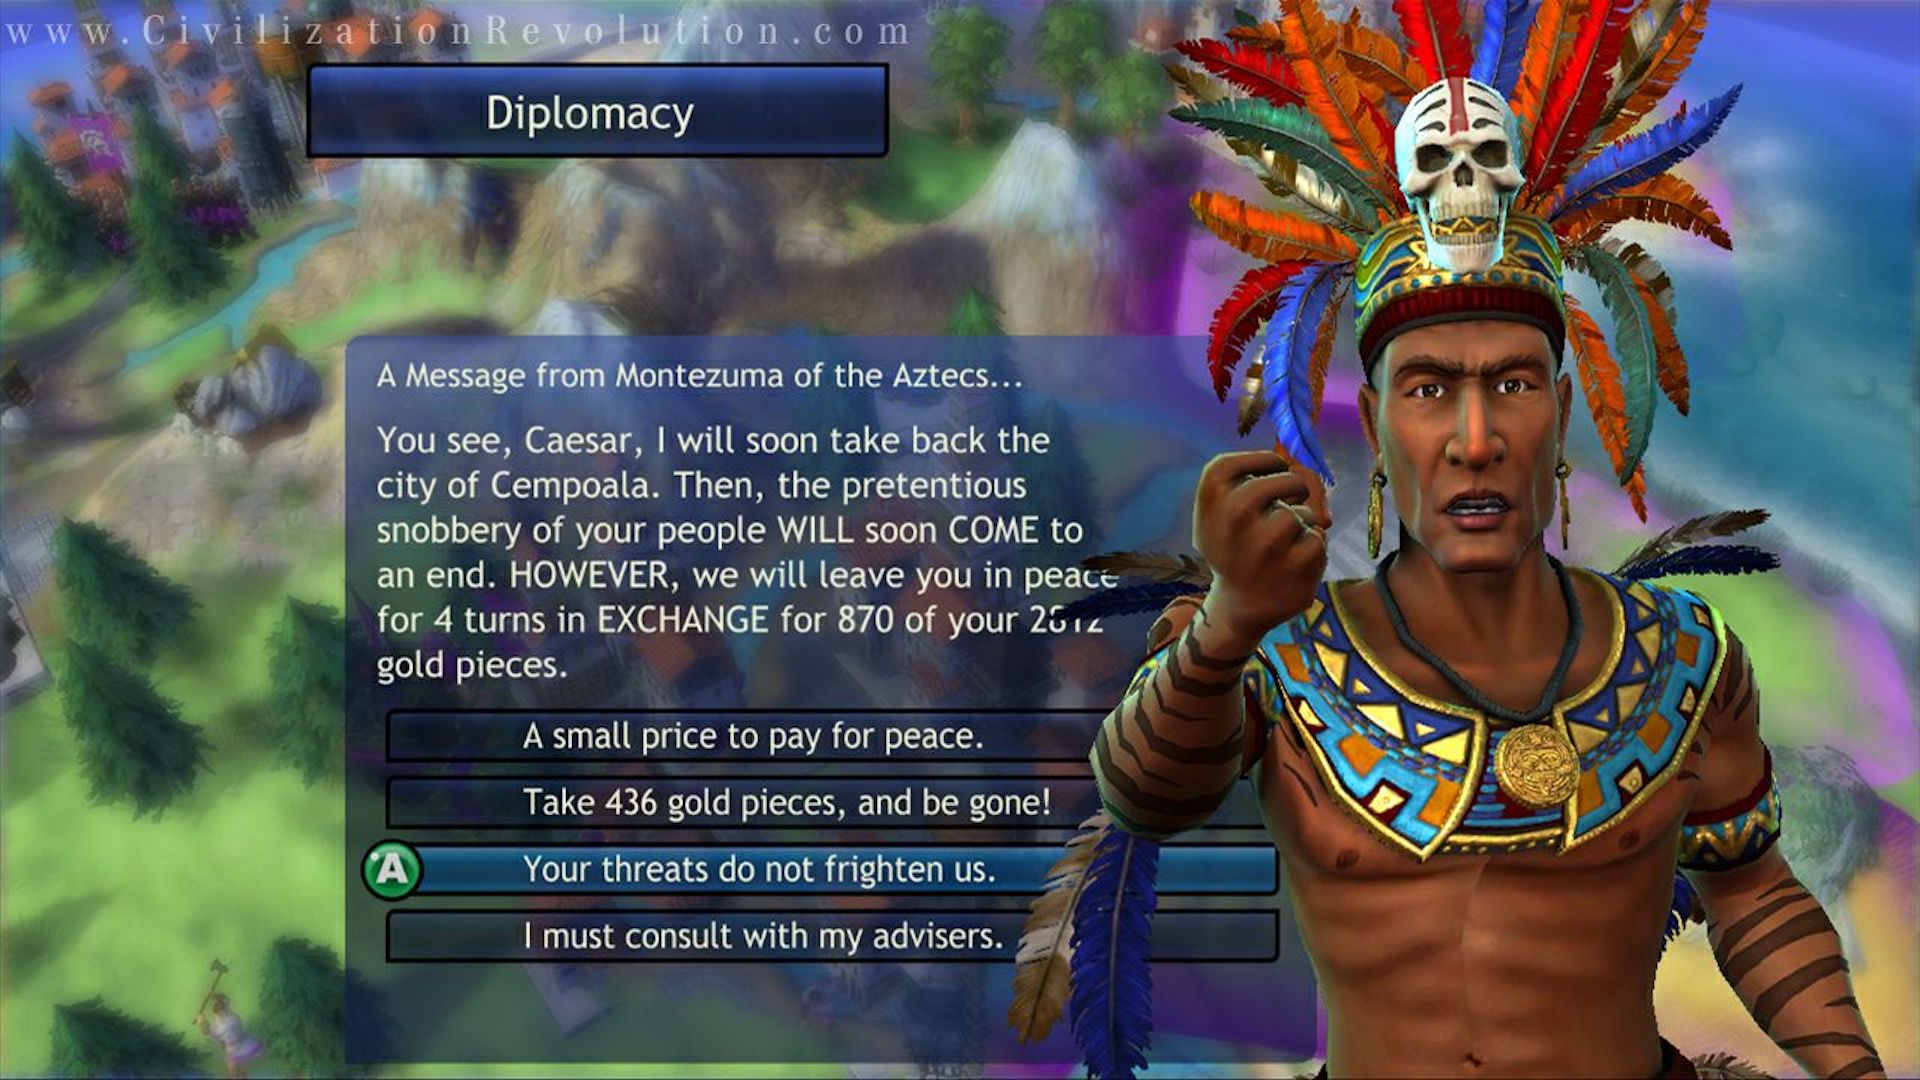 www.CivilizationRevolution.com
Diplomacy
A Message from Montezuma of the Aztecs...
You see, Caesar, I will soon take back the
city of Cempoala. Then, the pretentious
snobbery of your people WILL soon COME to
an end. HOWEVER, we will leave you in peace
for 4 turns in EXCHANGE for 870 of your 2612
gold pieces.
A small price to pay for peace.
Take 436 gold pieces, and be gone!
A
Your threats do not frighten us.
I must consult with my advisers.